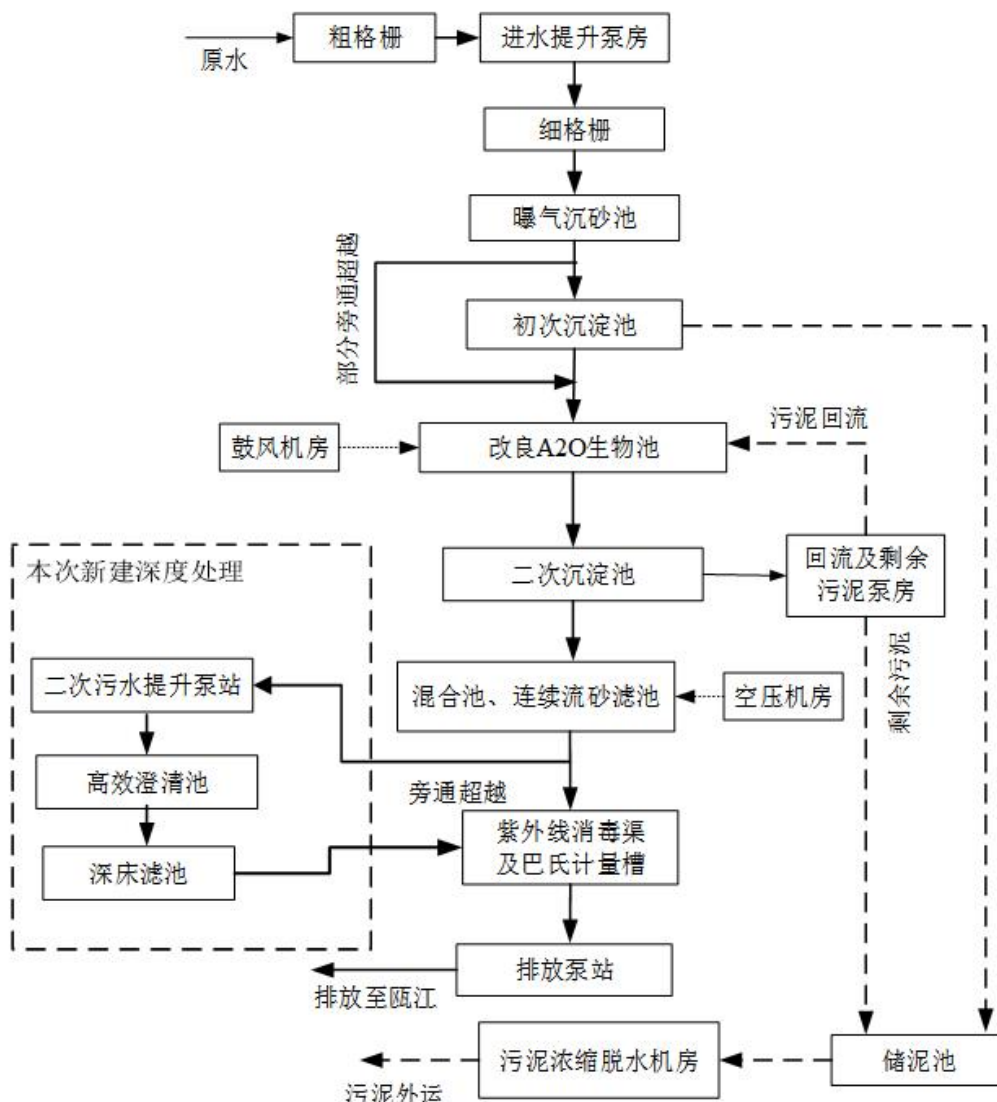 粗格栅
进水提升泵房
原水
细格栅
曝气沉砂池
部分旁通超越
初次沉淀池
污泥回流
鼓风机房
改良A2O生物池
本次新建深度处理
二次沉淀池
回流及剩余
污泥泵房
二次污水提升泵站
混合池、连续流砂滤池
空压机房
剩余污泥
高效澄清池
旁通超越
紫外线消毒渠
及巴氏计量槽
深床滤池
排放泵站
排放至瓯江
污泥浓缩脱水机房
储泥池
污泥外运